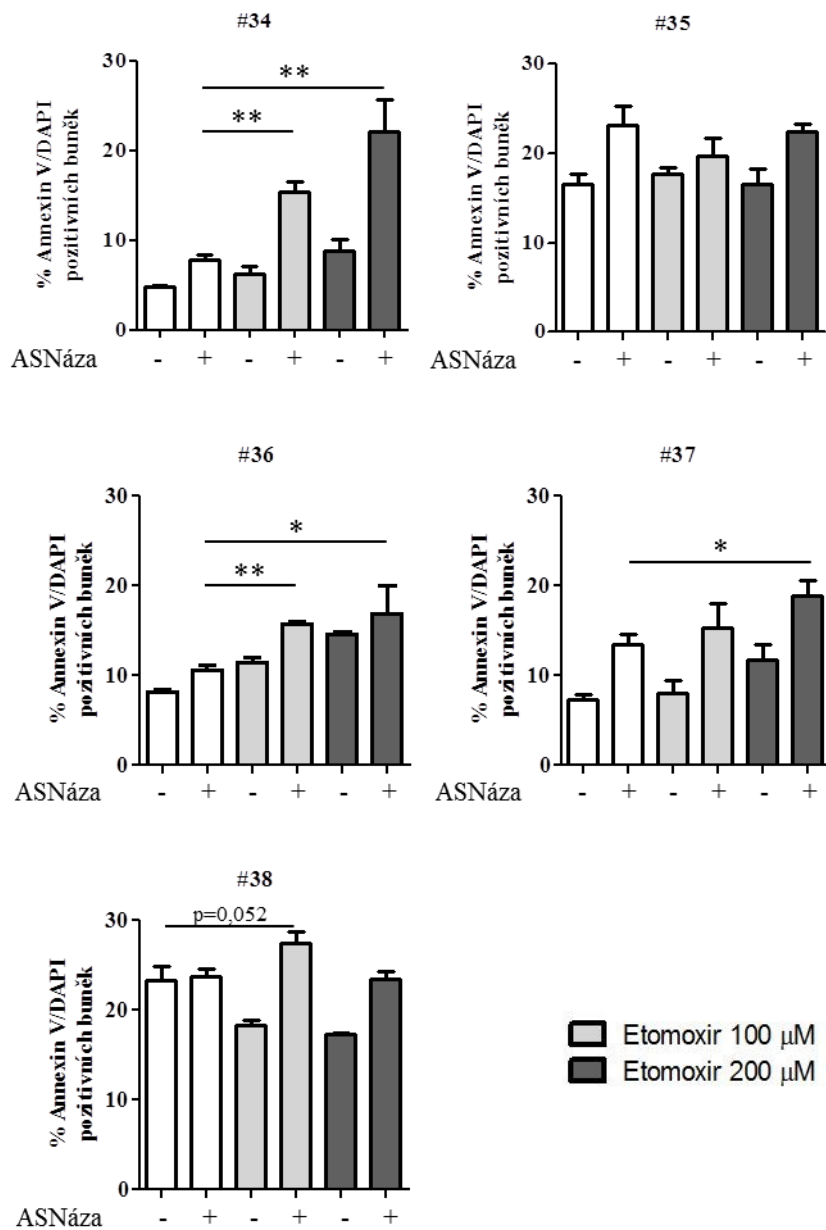 #34
% Annexin V/DAPI
pozitivních buněk
30
20
10
0
**
**
ASNáza - + - + - +
#35
% Annexin V/DAPI
pozitivních buněk
30
20
10
0
- + - + - +
#36
% Annexin V/DAPI
pozitivních buněk
30
20
10
0
*
**
ASNáza - + - + - +
#37
% Annexin V/DAPI
pozitivních buněk
30
20
10
0
*
ASNáza - + - + - +
#38
% Annexin V/DAPI
pozitivních buněk
30
20
10
0
p=0,052
ASNáza - + - + - +
Etomoxir 100 μM
Etomoxir 200 μM